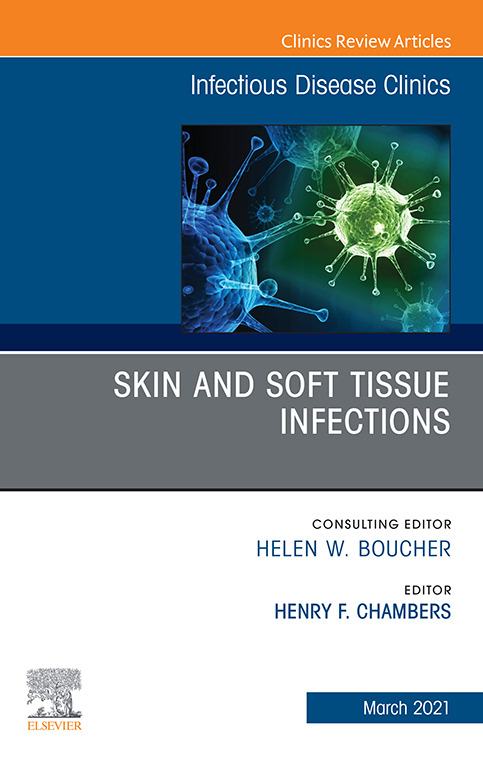 Clinics Review Articles
Infectious Disease Clinics
SKIN AND SOFT TISSUE
INFECTIONS
CONSULTING EDITOR
HELEN W. BOUCHER
EDITOR
HENRY F. CHAMBERS
ELSEVIER
March 2021